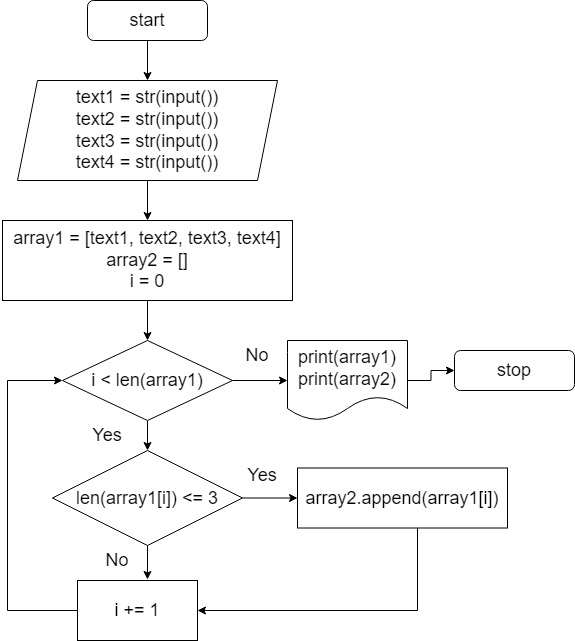 start
text1 = str(input())
text2 = str(input())
text3 = str(input())
text4 = str(input())
array1 = [text1, text2, text3, text4]
array2 = []
i = 0
i < len(array1)
No
print(array1)
print(array2)
stop
Yes
len(array1[i]) <= 3
Yes
array2.append(array1[i])
No
i += 1